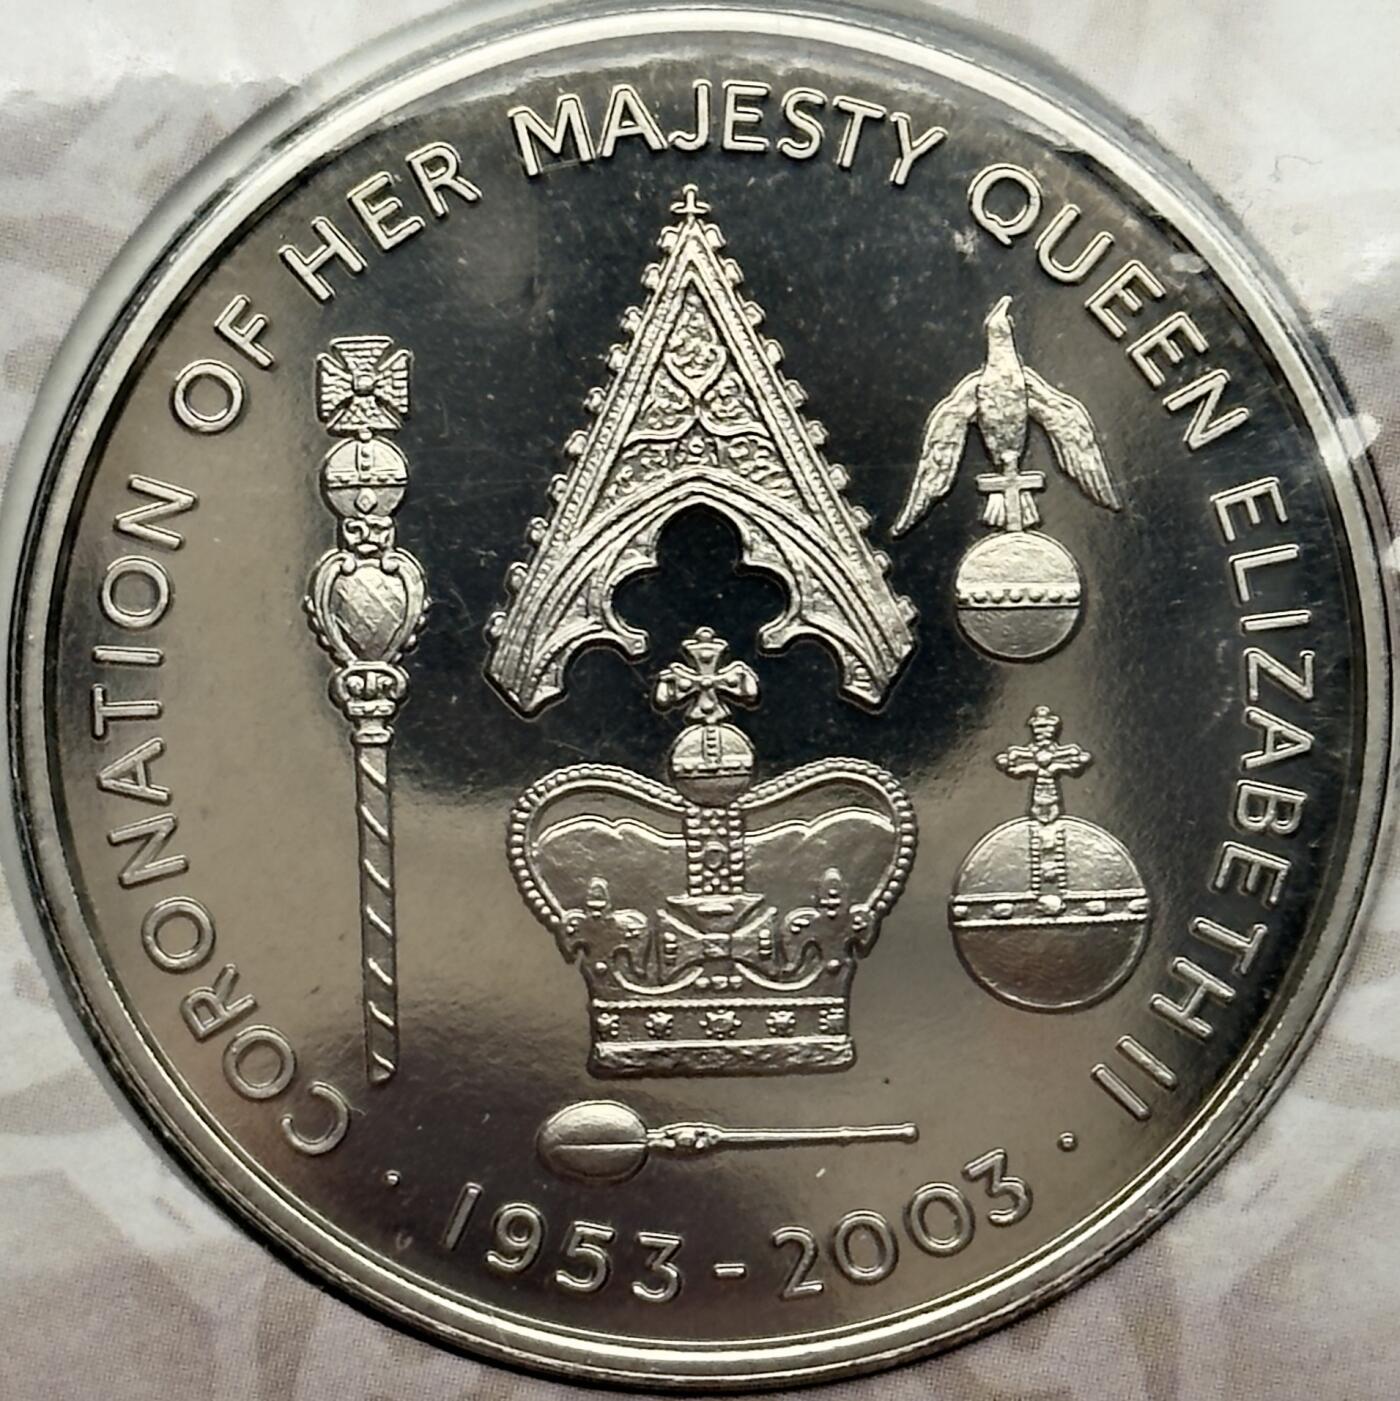 CORONATION OF HER MAJESTY QUEEN ELIZABETH II
· 1953 - 2003 ·